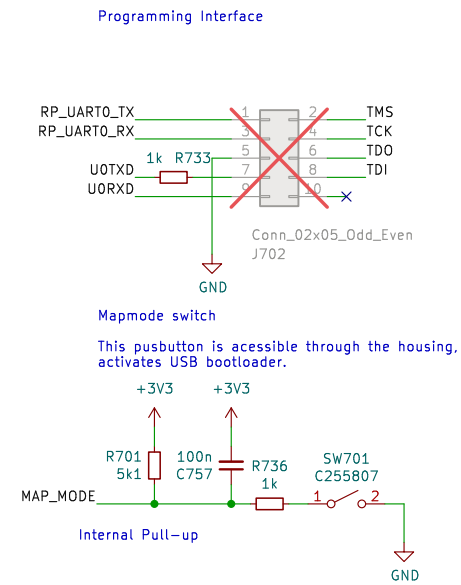 Programming Interface
RP_UART0_TX 1 2 TMS
RP_UART0_RX 3 4 TCK
5 6 TDO
1k R733
U0TXD 7 8 TDI
U0RXD 9 10
Conn_02x05_Odd_Even
J702
GND
Mapmode switch
This pusbutton is acessible through the housing,
activates USB bootloader.
+3V3 +3V3
R701 100n R736 SW701
5k1 C757 1k C255807
MAP_MODE 1 2
Internal Pull-up
GND